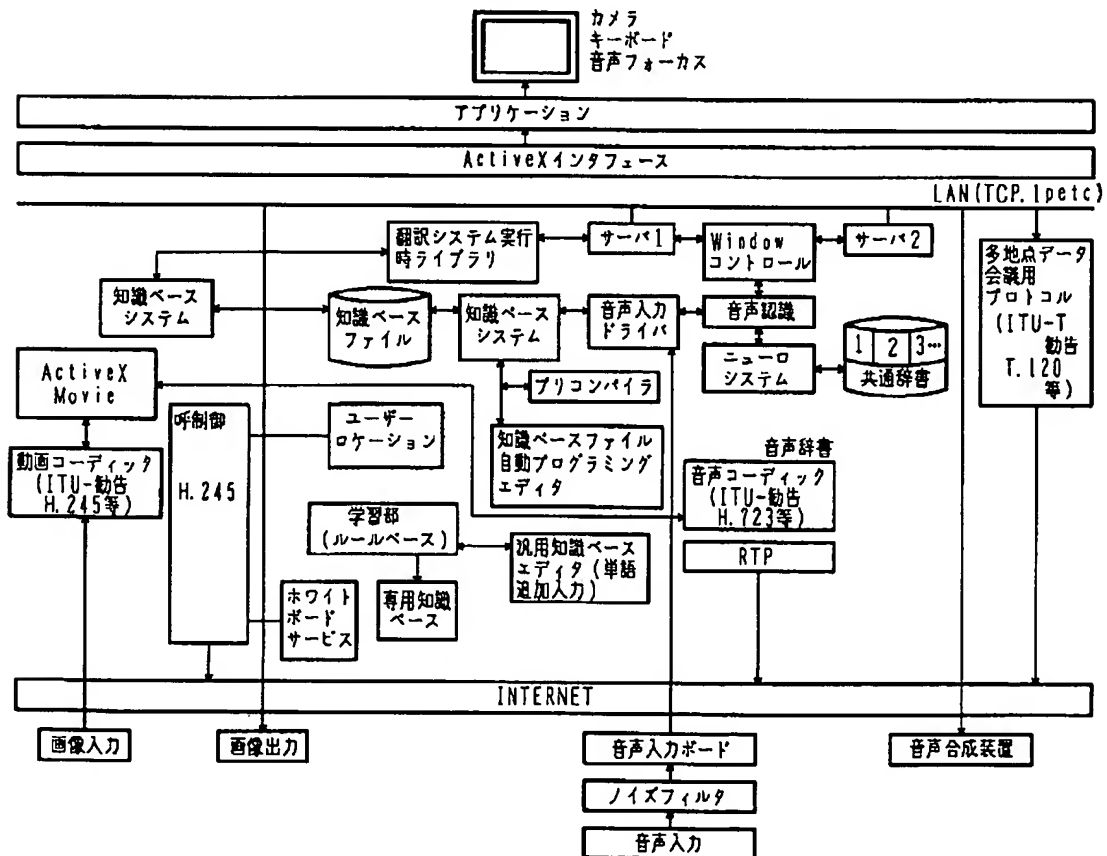 カメラ
キーボード
音声フォーカス
アプリケーション
ActiveXインタフェース
LAN(TCP.Ipetc)
翻訳システム実行
時ライブラリ
サーバ1
Window
コントロール
サーバ2
多地点データ
会議用
プロトコル
(ITU-T
勧告
T.120
等)
知識ベース
システム
知識ベース
ファイル
知識ベース
システム
音声入力
ドライバ
音声認識
ニューロ
システム
1 2 3…
共通辞書
プリコンパイラ
ActiveX
Movie
呼制部
H.245
ユーザー
ロケーション
知識ベースファイル
自動プログラミング
エディタ
音声辞書
動画コーディック
(ITU-勧告
H.245等)
音声コーディック
(ITU-勧告
H.723等)
学習部
(ルールベース)
汎用知識ベース
エディタ(単語
追加入力)
RTP
専用知識
ベース
ホワイト
ボード
サービス
INTERNET
画像入力
画像出力
音声入力ボード
音声合成装置
ノイズフィルタ
音声入力